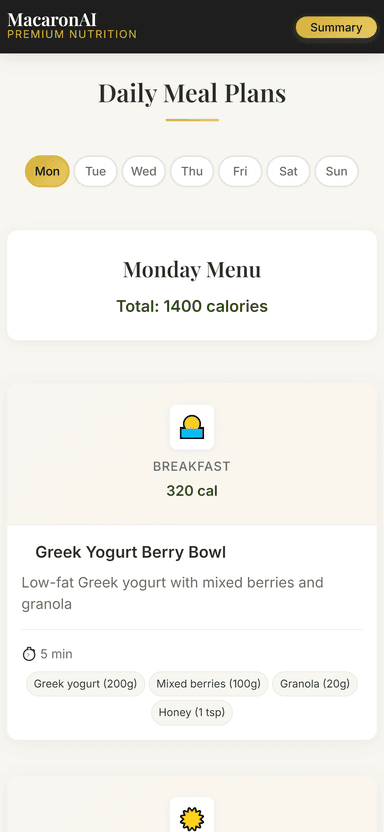 MacaronAI
PREMIUM NUTRITION
Summary
Daily Meal Plans
Mon Tue Wed Thu Fri Sat Sun
Monday Menu
Total: 1400 calories
BREAKFAST
320 cal
Greek Yogurt Berry Bowl
Low-fat Greek yogurt with mixed berries and
granola
5 min
Greek yogurt (200g) Mixed berries (100g) Granola (20g)
Honey (1 tsp)